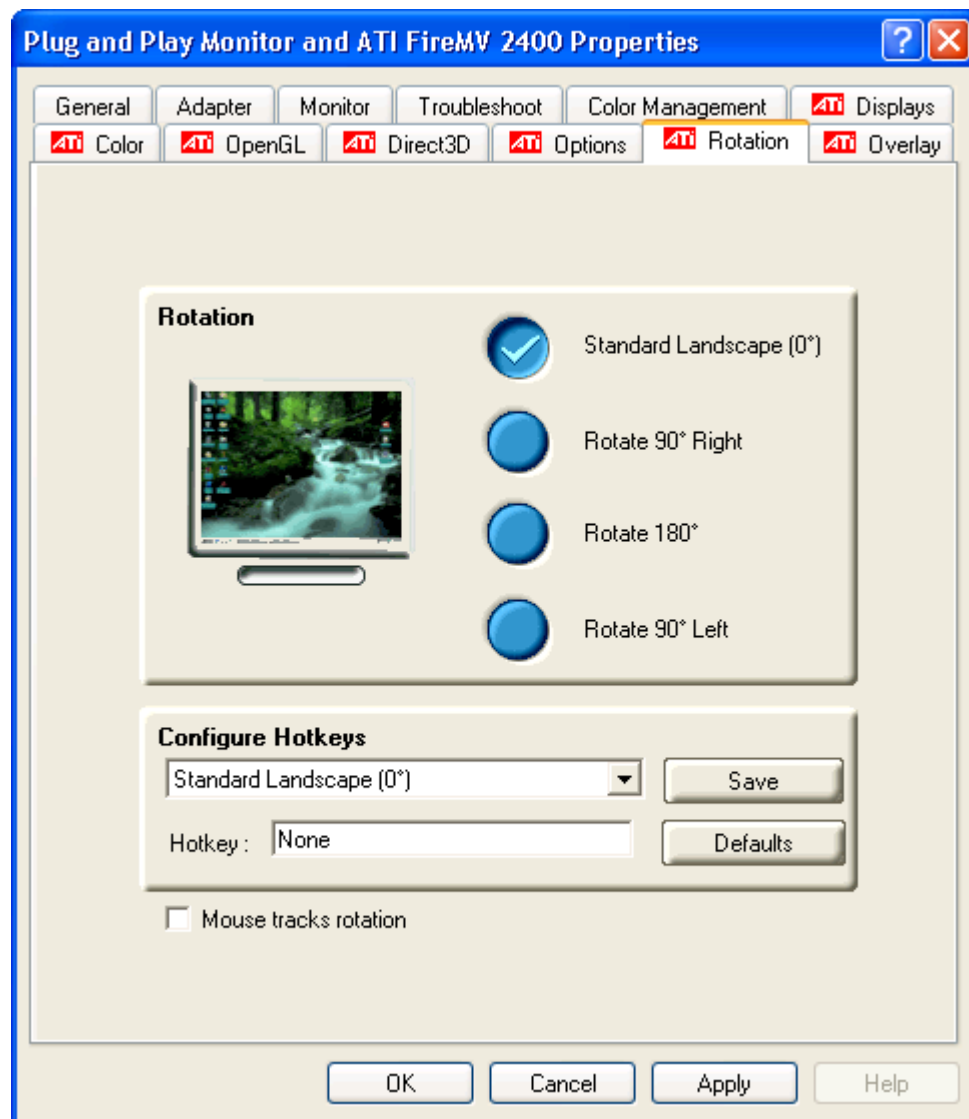 Plug and Play Monitor and ATI FireMV 2400 Properties
?
General Adapter Monitor Troubleshoot Color Management ATI Displays
ATI Color ATI OpenGL ATI Direct3D ATI Options ATI Rotation ATI Overlay
Rotation
Standard Landscape (0°)
Rotate 90° Right
Rotate 180°
Rotate 90° Left
Configure Hotkeys
Standard Landscape (0°)
Save
Hotkey : None
Defaults
Mouse tracks rotation
OK Cancel Apply Help